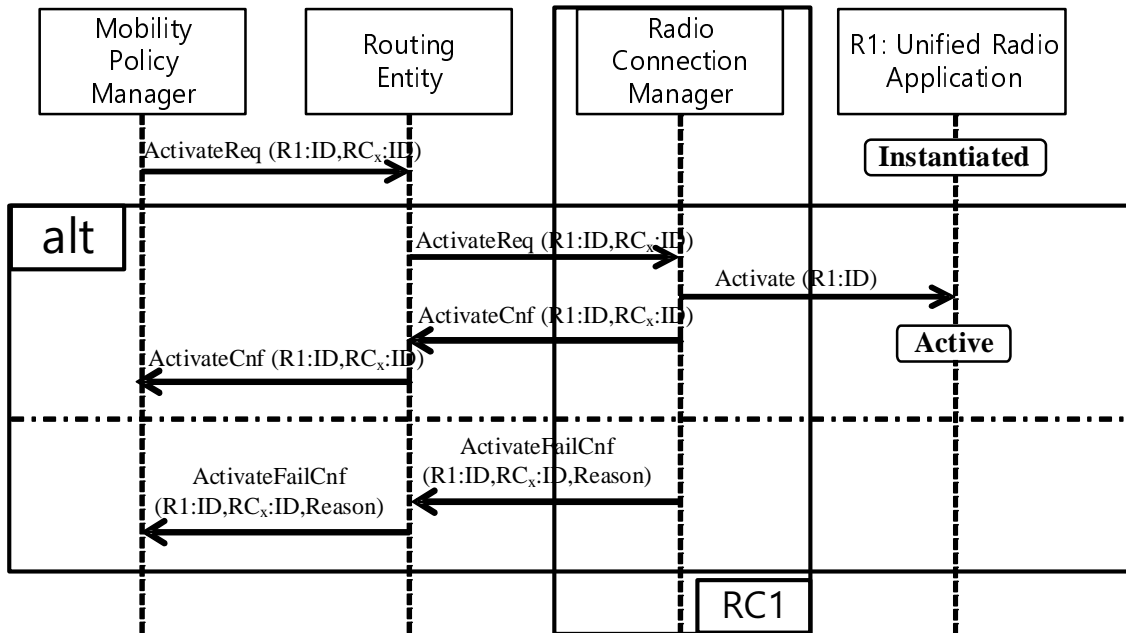 Mobility
Policy
Manager
Routing
Entity
Radio
Connection
Manager
R1: Unified Radio
Application
ActivateReq (R1:ID,RCx:ID)
Instantiated
alt
ActivateReq (R1:ID,RCx:ID)
Activate (R1:ID)
ActivateCnf (R1:ID,RCx:ID)
Active
ActivateCnf (R1:ID,RCx:ID)
ActivateFailCnf
(R1:ID,RCx:ID,Reason)
ActivateFailCnf
(R1:ID,RCx:ID,Reason)
RC1